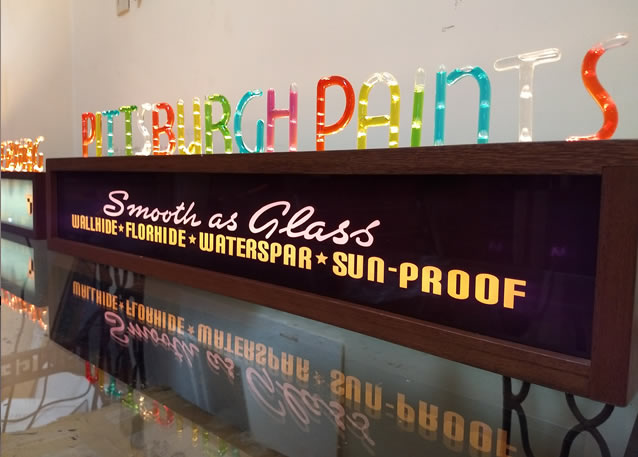 PITTSBURGH PAINTS
Smooth as Glass
WALLHIDE★FLORHIDE★WATERSPAR★SUN-PROOF